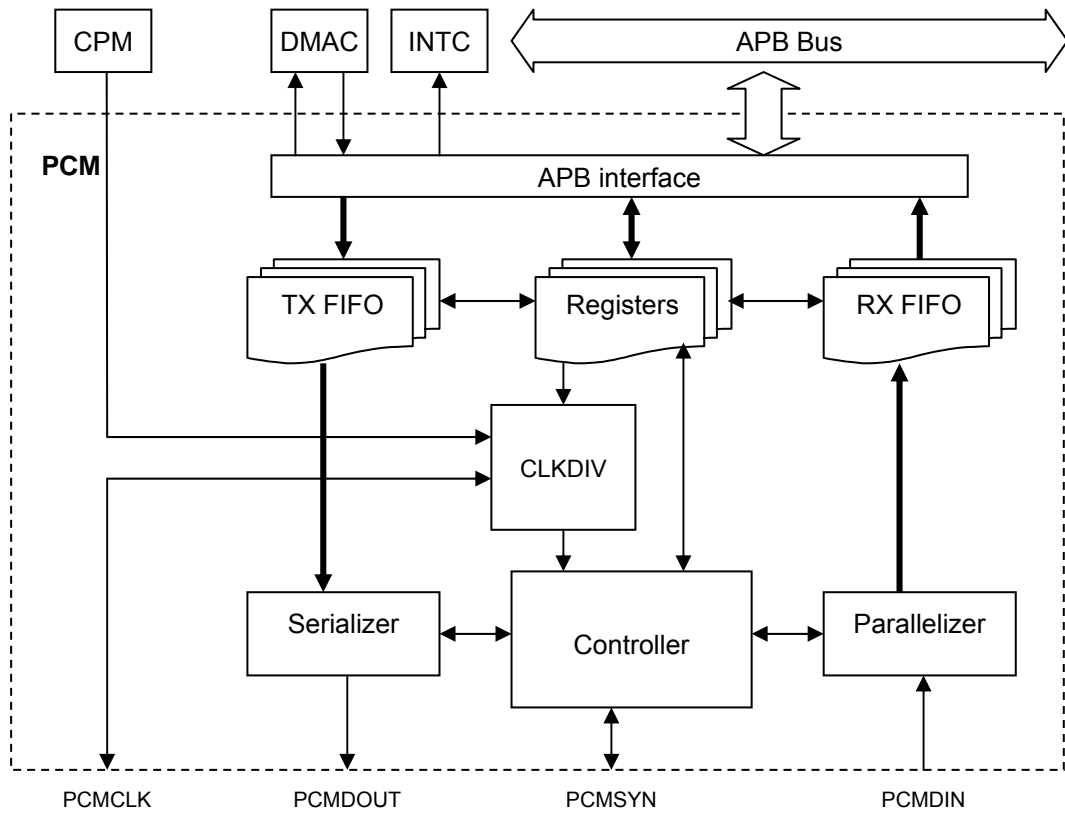 CPM
DMAC
INTC
APB Bus
PCM
APB interface
TX FIFO
Registers
RX FIFO
CLKDIV
Serializer
Controller
Parallelizer
PCMCLK
PCMDOUT
PCMSYN
PCMDIN